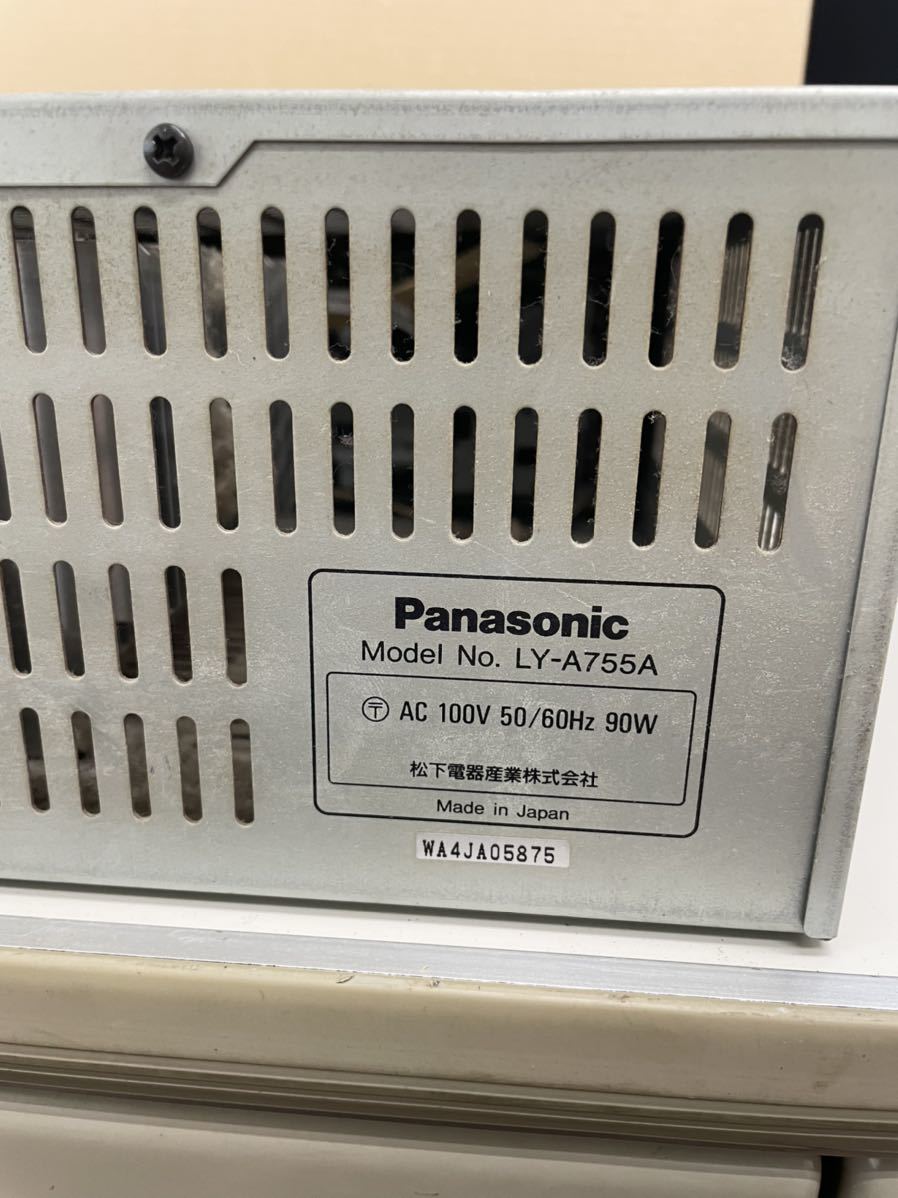 Panasonic
Model No. LY-A755A
〶 AC 100V 50/60Hz 90W
松下電器産業株式会社
Made in Japan
WA4JA05875